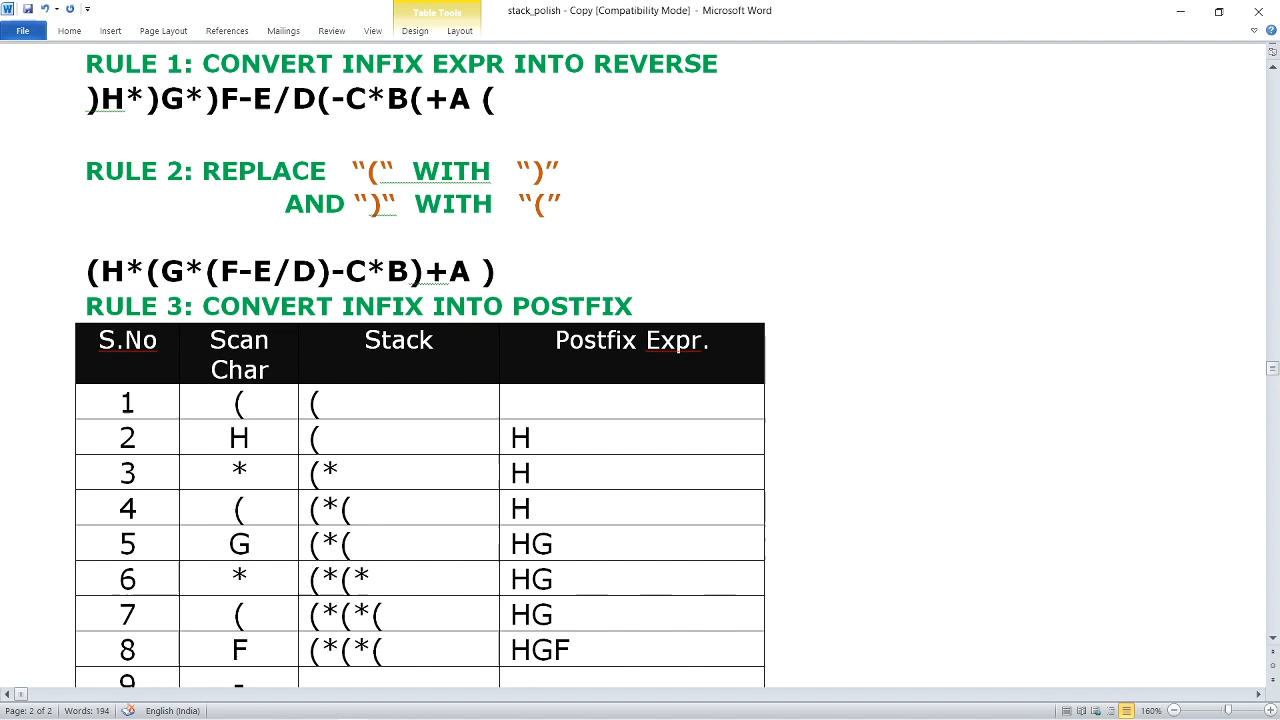 Table Tools
stack_polish - Copy [Compatibility Mode] - Microsoft Word
File Home Insert Page Layout References Mailings Review View Design Layout
RULE 1: CONVERT INFIX EXPR INTO REVERSE
)H*)G*)F-E/D(-C*B(+A (
RULE 2: REPLACE “(“ WITH “)”
AND “)“ WITH “(”
(H*(G*(F-E/D)-C*B)+A )
RULE 3: CONVERT INFIX INTO POSTFIX
S.No Scan Char Stack Postfix Expr.
1 ( (
2 H ( H
3 * (* H
4 ( (*( H
5 G (*( HG
6 * (*(* HG
7 ( (*(*( HG
8 F (*(*( HGF
9 -
Page: 2 of 2 Words: 194 English (India) 160%